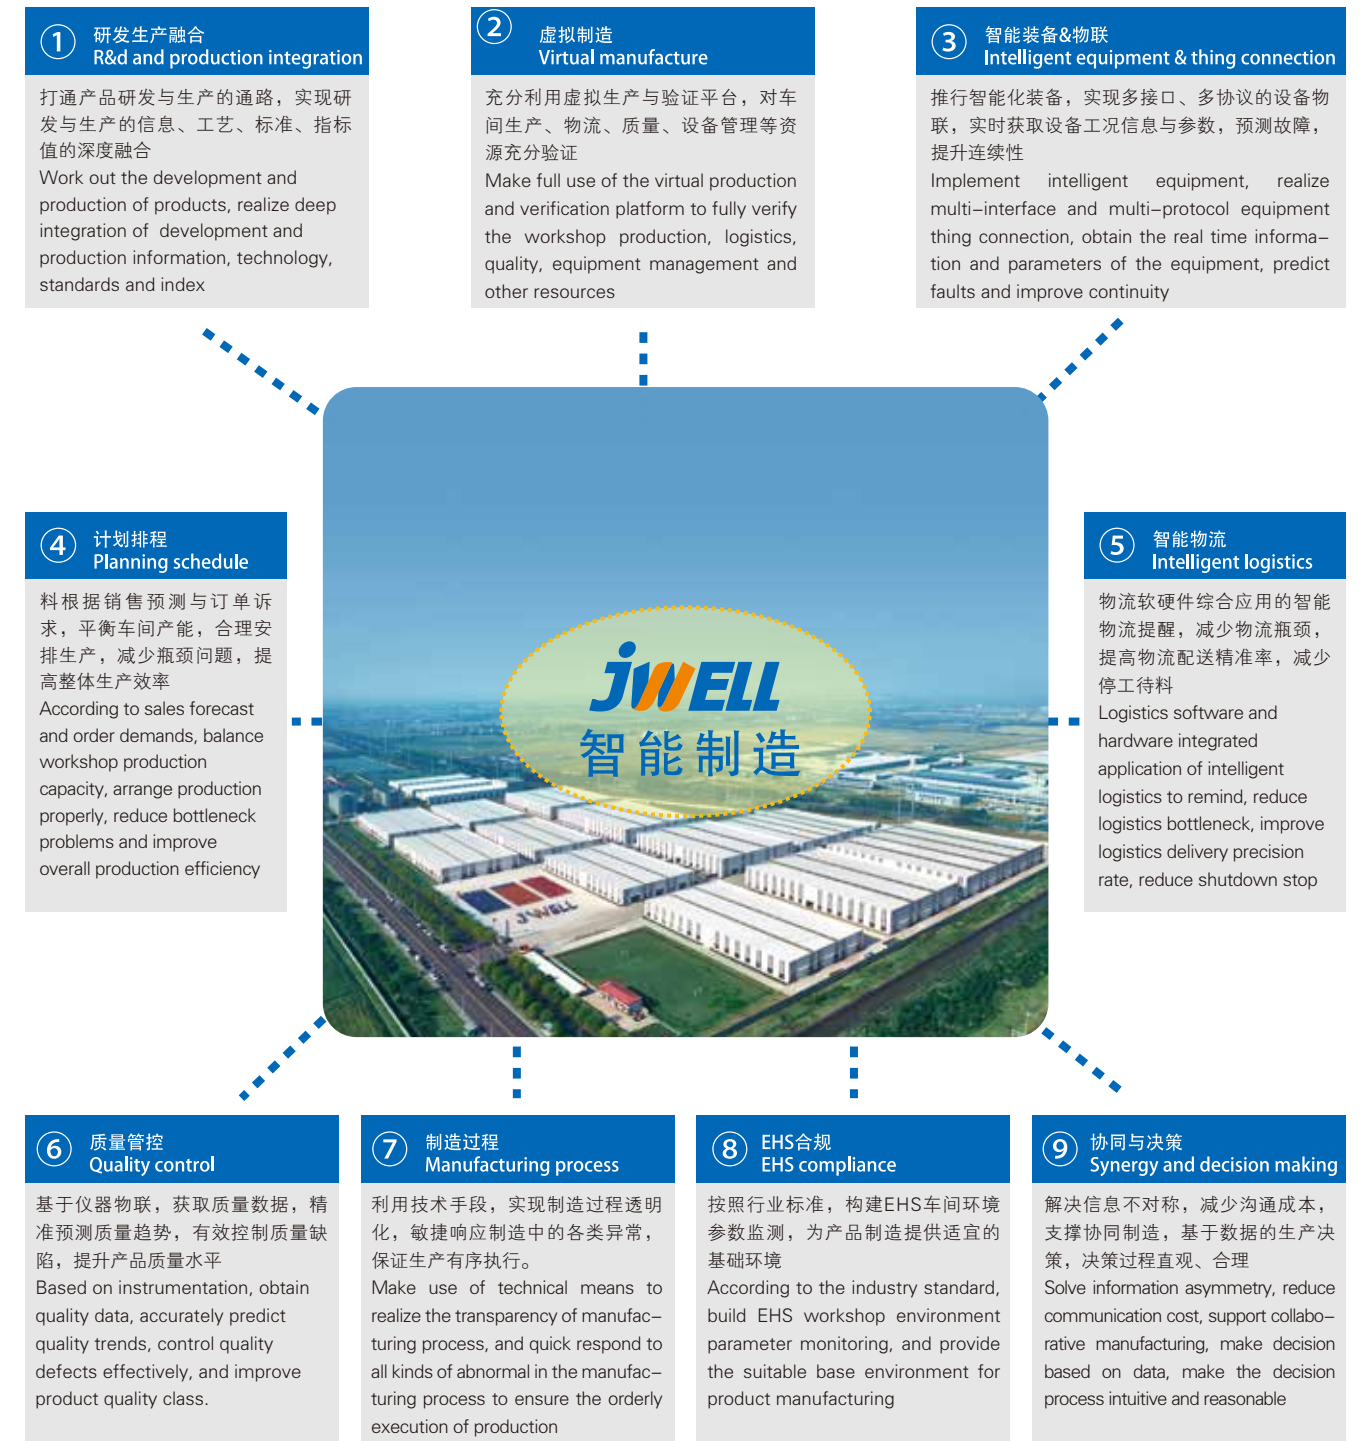 ① 研发生产融合
R&d and production integration
打通产品研发与生产的通路，实现研
发与生产的信息、工艺、标准、指标
值的深度融合
Work out the development and
production of products, realize deep
integration of development and
production information, technology,
standards and index
② 虚拟制造
Virtual manufacture
充分利用虚拟生产与验证平台，对车
间生产、物流、质量、设备管理等资
源充分验证
Make full use of the virtual production
and verification platform to fully verify
the workshop production, logistics,
quality, equipment management and
other resources
③ 智能装备&物联
Intelligent equipment & thing connection
推行智能化装备，实现多接口、多协议的设备物
联，实时获取设备工况信息与参数，预测故障，
提升连续性
Implement intelligent equipment, realize
multi-interface and multi-protocol equipment
thing connection, obtain the real time informa-
tion and parameters of the equipment, predict
faults and improve continuity
④ 计划排程
Planning schedule
料根据销售预测与订单诉
求，平衡车间产能，合理安
排生产，减少瓶颈问题，提
高整体生产效率
According to sales forecast
and order demands, balance
workshop production
capacity, arrange production
properly, reduce bottleneck
problems and improve
overall production efficiency
JWELL
智能制造
JWELL
⑤ 智能物流
Intelligent logistics
物流软硬件综合应用的智能
物流提醒，减少物流瓶颈，
提高物流配送精准率，减少
停工待料
Logistics software and
hardware integrated
application of intelligent
logistics to remind, reduce
logistics bottleneck, improve
logistics delivery precision
rate, reduce shutdown stop
⑥ 质量管控
Quality control
基于仪器物联，获取质量数据，精
准预测质量趋势，有效控制质量缺
陷，提升产品质量水平
Based on instrumentation, obtain
quality data, accurately predict
quality trends, control quality
defects effectively, and improve
product quality class.
⑦ 制造过程
Manufacturing process
利用技术手段，实现制造过程透明
化，敏捷响应制造中的各类异常，
保证生产有序执行。
Make use of technical means to
realize the transparency of manufac-
turing process, and quick respond to
all kinds of abnormal in the manufac-
turing process to ensure the orderly
execution of production
⑧ EHS合规
EHS compliance
按照行业标准，构建EHS车间环境
参数监测，为产品制造提供适宜的
基础环境
According to the industry standard,
build EHS workshop environment
parameter monitoring, and provide
the suitable base environment for
product manufacturing
⑨ 协同与决策
Synergy and decision making
解决信息不对称，减少沟通成本，
支撑协同制造，基于数据的生产决
策，决策过程直观、合理
Solve information asymmetry, reduce
communication cost, support collabo-
rative manufacturing, make decision
based on data, make the decision
process intuitive and reasonable